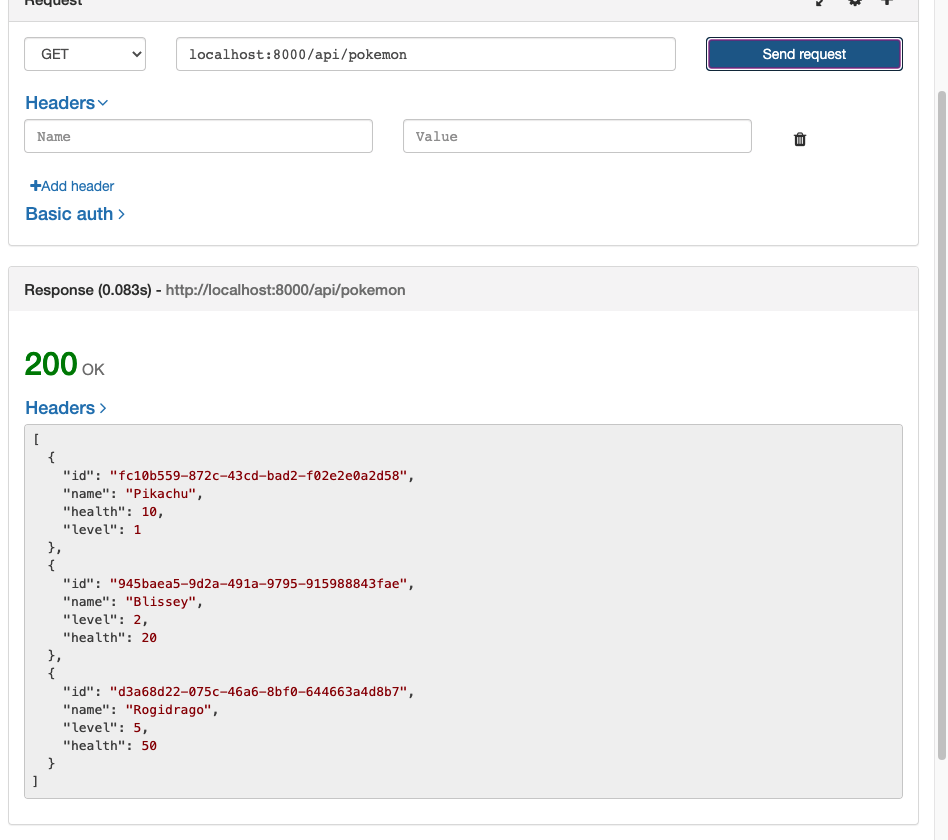 Request
GET localhost:8000/api/pokemon Send request
Headers
Name Value
Add header
Basic auth
Response (0.083s) - http://localhost:8000/api/pokemon
200 OK
Headers
[
  {
    "id": "fc10b559-872c-43cd-bad2-f02e2e0a2d58",
    "name": "Pikachu",
    "health": 10,
    "level": 1
  },
  {
    "id": "945baea5-9d2a-491a-9795-915988843fae",
    "name": "Blissey",
    "level": 2,
    "health": 20
  },
  {
    "id": "d3a68d22-075c-46a6-8bf0-644663a4d8b7",
    "name": "Rogidrago",
    "level": 5,
    "health": 50
  }
]